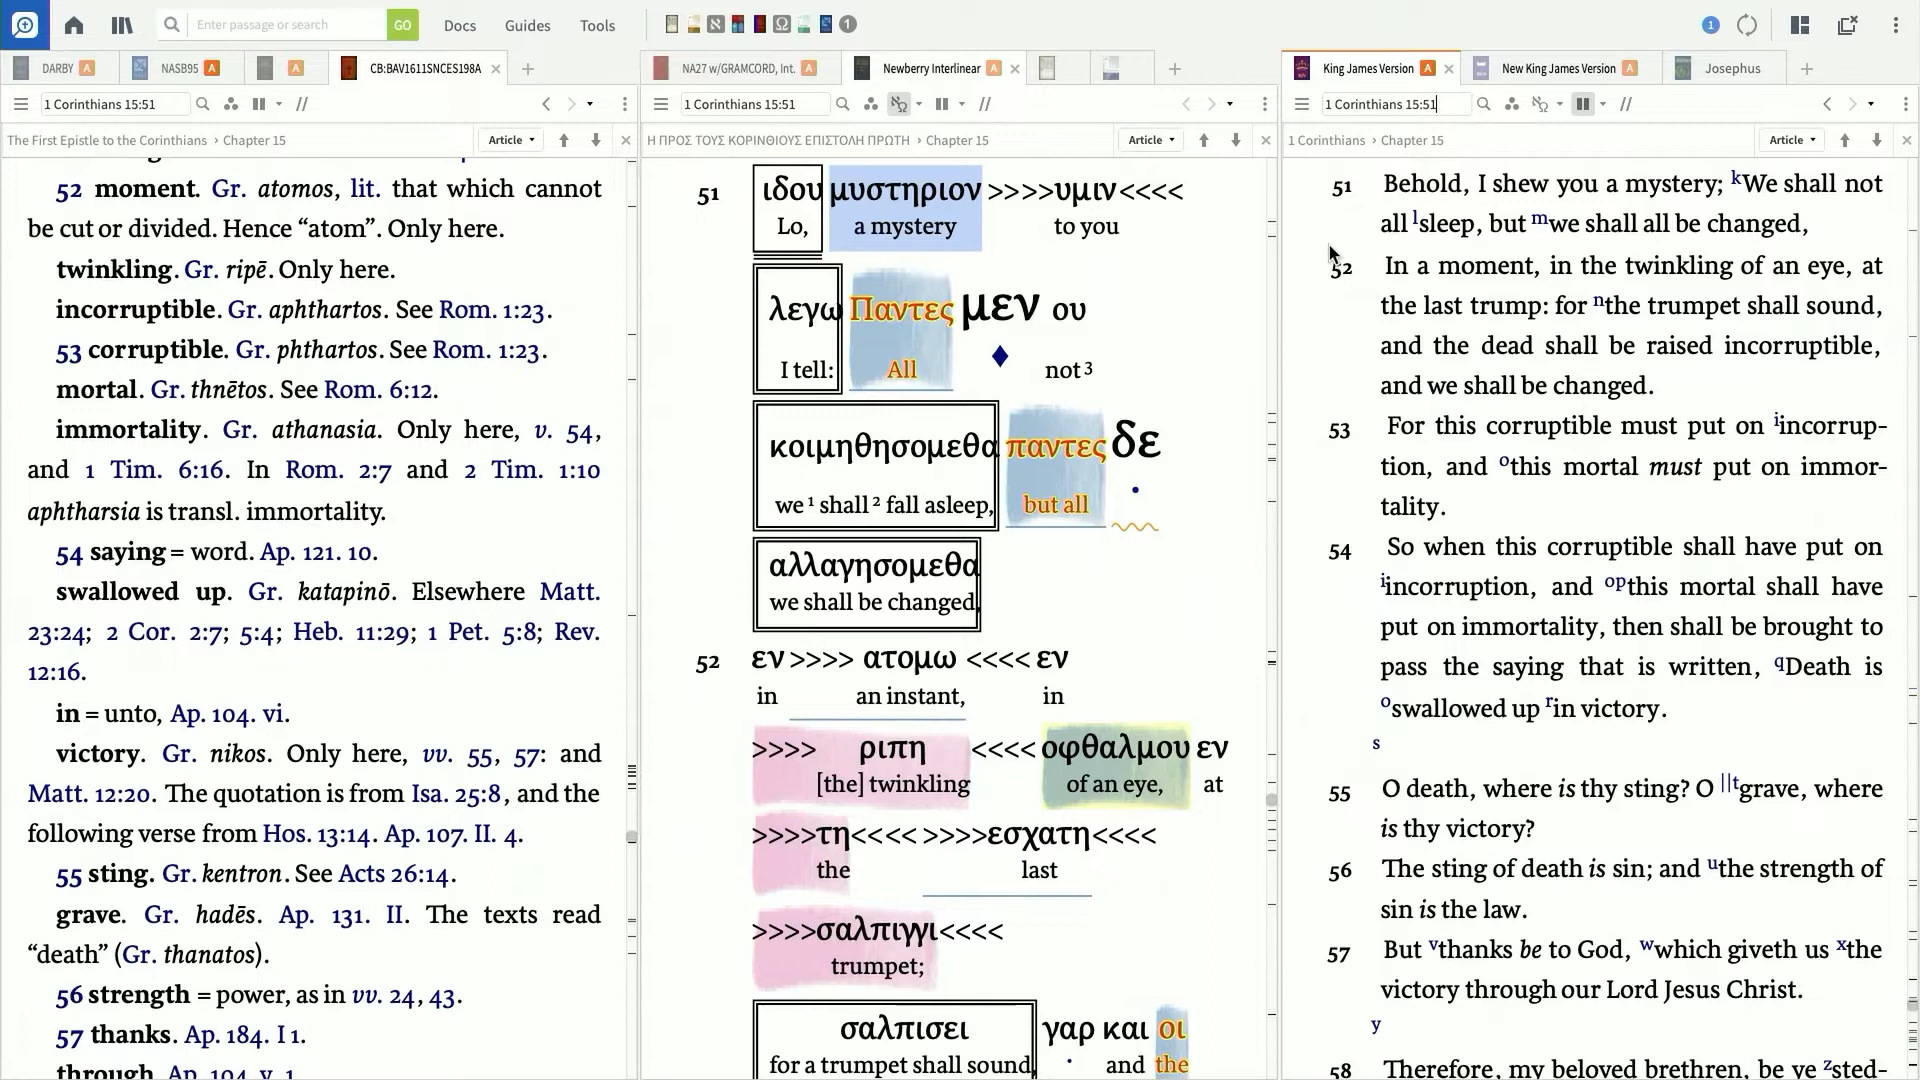 Enter passage or search GO Docs Guides Tools 1 1
DARBY A NASB95 A A CB:BAV1611SNCES198A
NA27 w/GRAMCORD, Int. A Newberry Interlinear A
King James Version A New King James Version A Josephus
1 Corinthians 15:51
The First Epistle to the Corinthians › Chapter 15 Article
52 moment. Gr. atomos, lit. that which cannot
be cut or divided. Hence “atom”. Only here.
twinkling. Gr. ripē. Only here.
incorruptible. Gr. aphthartos. See Rom. 1:23.
53 corruptible. Gr. phthartos. See Rom. 1:23.
mortal. Gr. thnētos. See Rom. 6:12.
immortality. Gr. athanasia. Only here, v. 54,
and 1 Tim. 6:16. In Rom. 2:7 and 2 Tim. 1:10
aphtharsia is transl. immortality.
54 saying = word. Ap. 121. 10.
swallowed up. Gr. katapinō. Elsewhere Matt.
23:24; 2 Cor. 2:7; 5:4; Heb. 11:29; 1 Pet. 5:8; Rev.
12:16.
in = unto, Ap. 104. vi.
victory. Gr. nikos. Only here, vv. 55, 57: and
Matt. 12:20. The quotation is from Isa. 25:8, and the
following verse from Hos. 13:14. Ap. 107. II. 4.
55 sting. Gr. kentron. See Acts 26:14.
grave. Gr. hadēs. Ap. 131. II. The texts read
“death” (Gr. thanatos).
56 strength = power, as in vv. 24, 43.
57 thanks. Ap. 184. I 1.
through. Ap. 104. v. 1.
1 Corinthians 15:51
Η ΠΡΟΣ ΤΟΥΣ ΚΟΡΙΝΘΙΟΥΣ ΕΠΙΣΤΟΛΗ ΠΡΩΤΗ › Chapter 15 Article
51 ιδου μυστηριον >>>>υμιν<<<<
Lo, a mystery to you
λεγω Παντες μεν ου
I tell: All ♦ not 3
κοιμηθησομεθα παντες δε
we 1 shall 2 fall asleep, but all •
αλλαγησομεθα
we shall be changed,
52 εν >>>> ατομω <<<< εν
in an instant, in
>>>> ριπη <<<< οφθαλμου εν
[the] twinkling of an eye, at
>>>>τη<<<< >>>>εσχατη<<<<
the last
>>>>σαλπιγγι<<<<
trumpet;
σαλπισει γαρ και οι
for a trumpet shall sound, • and the
1 Corinthians 15:51
1 Corinthians › Chapter 15 Article
51 Behold, I shew you a mystery; kWe shall not
all lsleep, but mwe shall all be changed,
52 In a moment, in the twinkling of an eye, at
the last trump: for nthe trumpet shall sound,
and the dead shall be raised incorruptible,
and we shall be changed.
53 For this corruptible must put on iincorrup-
tion, and othis mortal must put on immor-
tality.
54 So when this corruptible shall have put on
iincorruption, and opthis mortal shall have
put on immortality, then shall be brought to
pass the saying that is written, qDeath is
oswallowed up rin victory.
s
55 O death, where is thy sting? O ||tgrave, where
is thy victory?
56 The sting of death is sin; and uthe strength of
sin is the law.
57 But vthanks be to God, wwhich giveth us xthe
victory through our Lord Jesus Christ.
y
58 Therefore, my beloved brethren, be ye zsted-